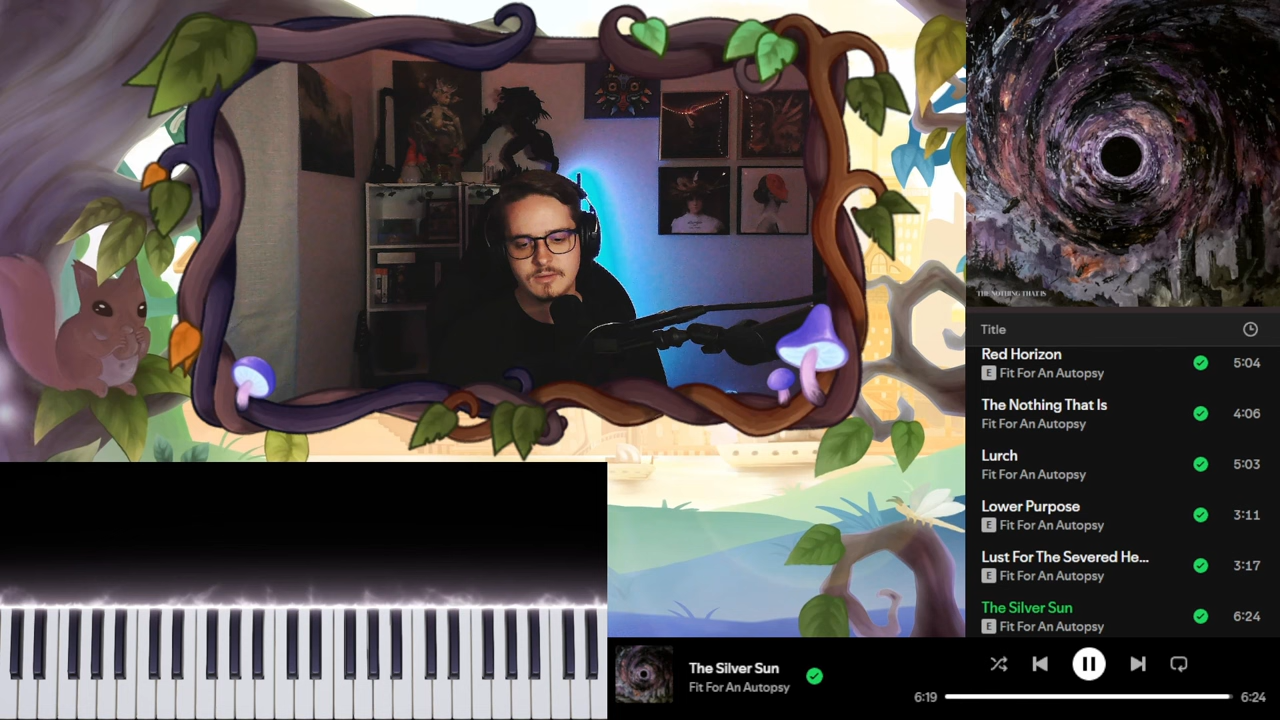 THE NOTHING THAT IS
Title
Red Horizon
E Fit For An Autopsy
5:04
The Nothing That Is
Fit For An Autopsy
4:06
Lurch
Fit For An Autopsy
5:03
Lower Purpose
E Fit For An Autopsy
3:11
Lust For The Severed He...
E Fit For An Autopsy
3:17
The Silver Sun
E Fit For An Autopsy
6:24
The Silver Sun
Fit For An Autopsy
6:19
6:24